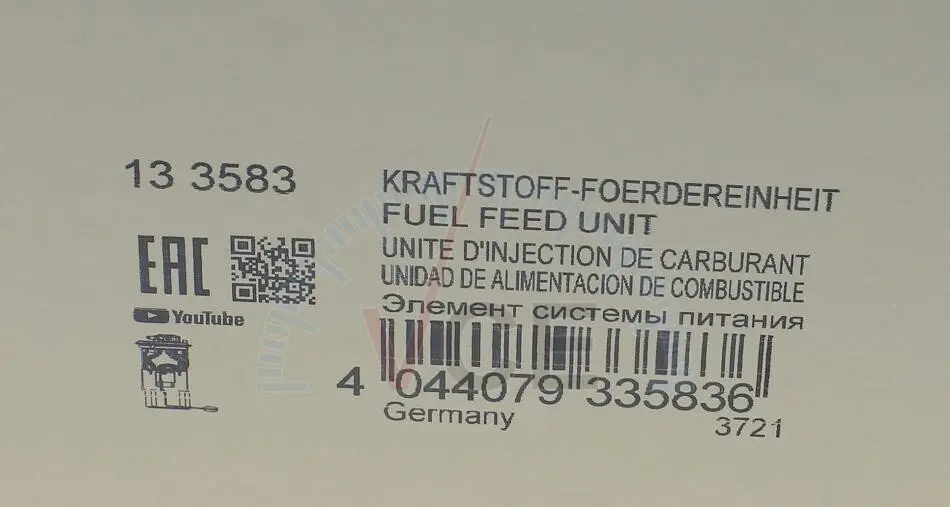 13 3583
KRAFTSTOFF-FOERDEREINHEIT
FUEL FEED UNIT
UNITE D'INJECTION DE CARBURANT
UNIDAD DE ALIMENTACION DE COMBUSTIBLE
Элемент системы питания
EAC
YouTube
4 044079 335836
Germany
3721